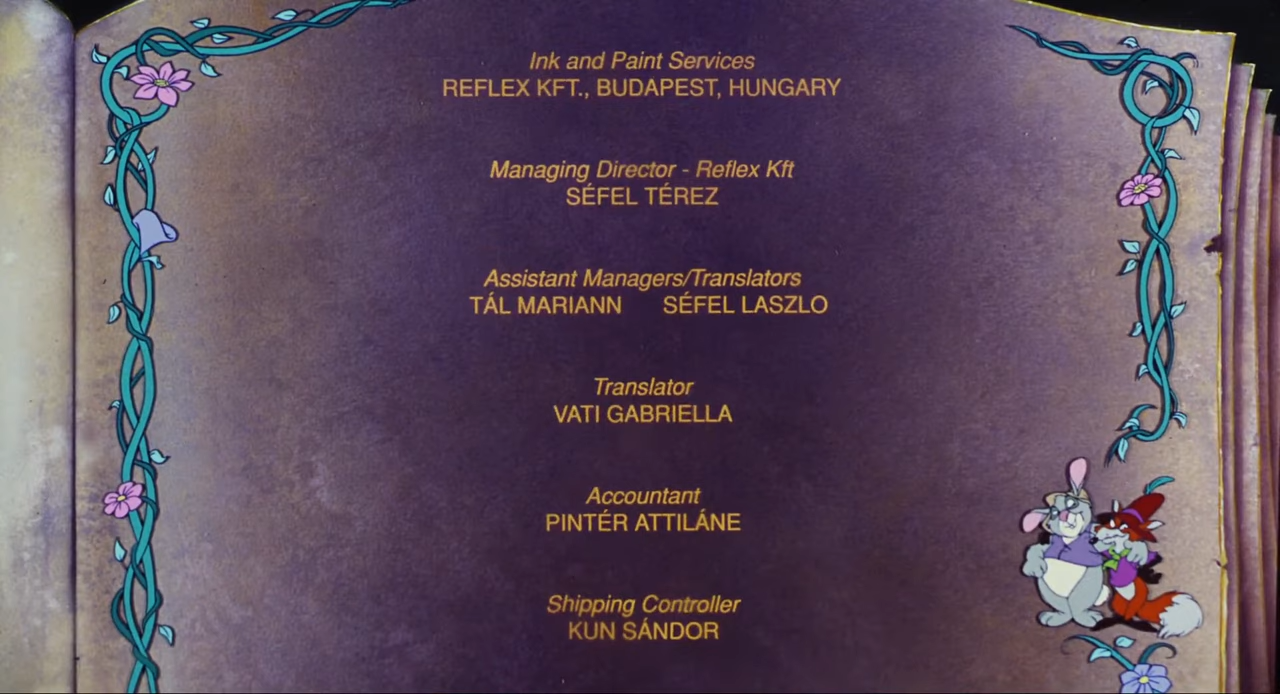 Ink and Paint Services
REFLEX KFT., BUDAPEST, HUNGARY
Managing Director - Reflex Kft
SÉFEL TÉREZ
Assistant Managers/Translators
TÁL MARIANN SÉFEL LASZLO
Translator
VATI GABRIELLA
Accountant
PINTÉR ATTILÁNE
Shipping Controller
KUN SÁNDOR